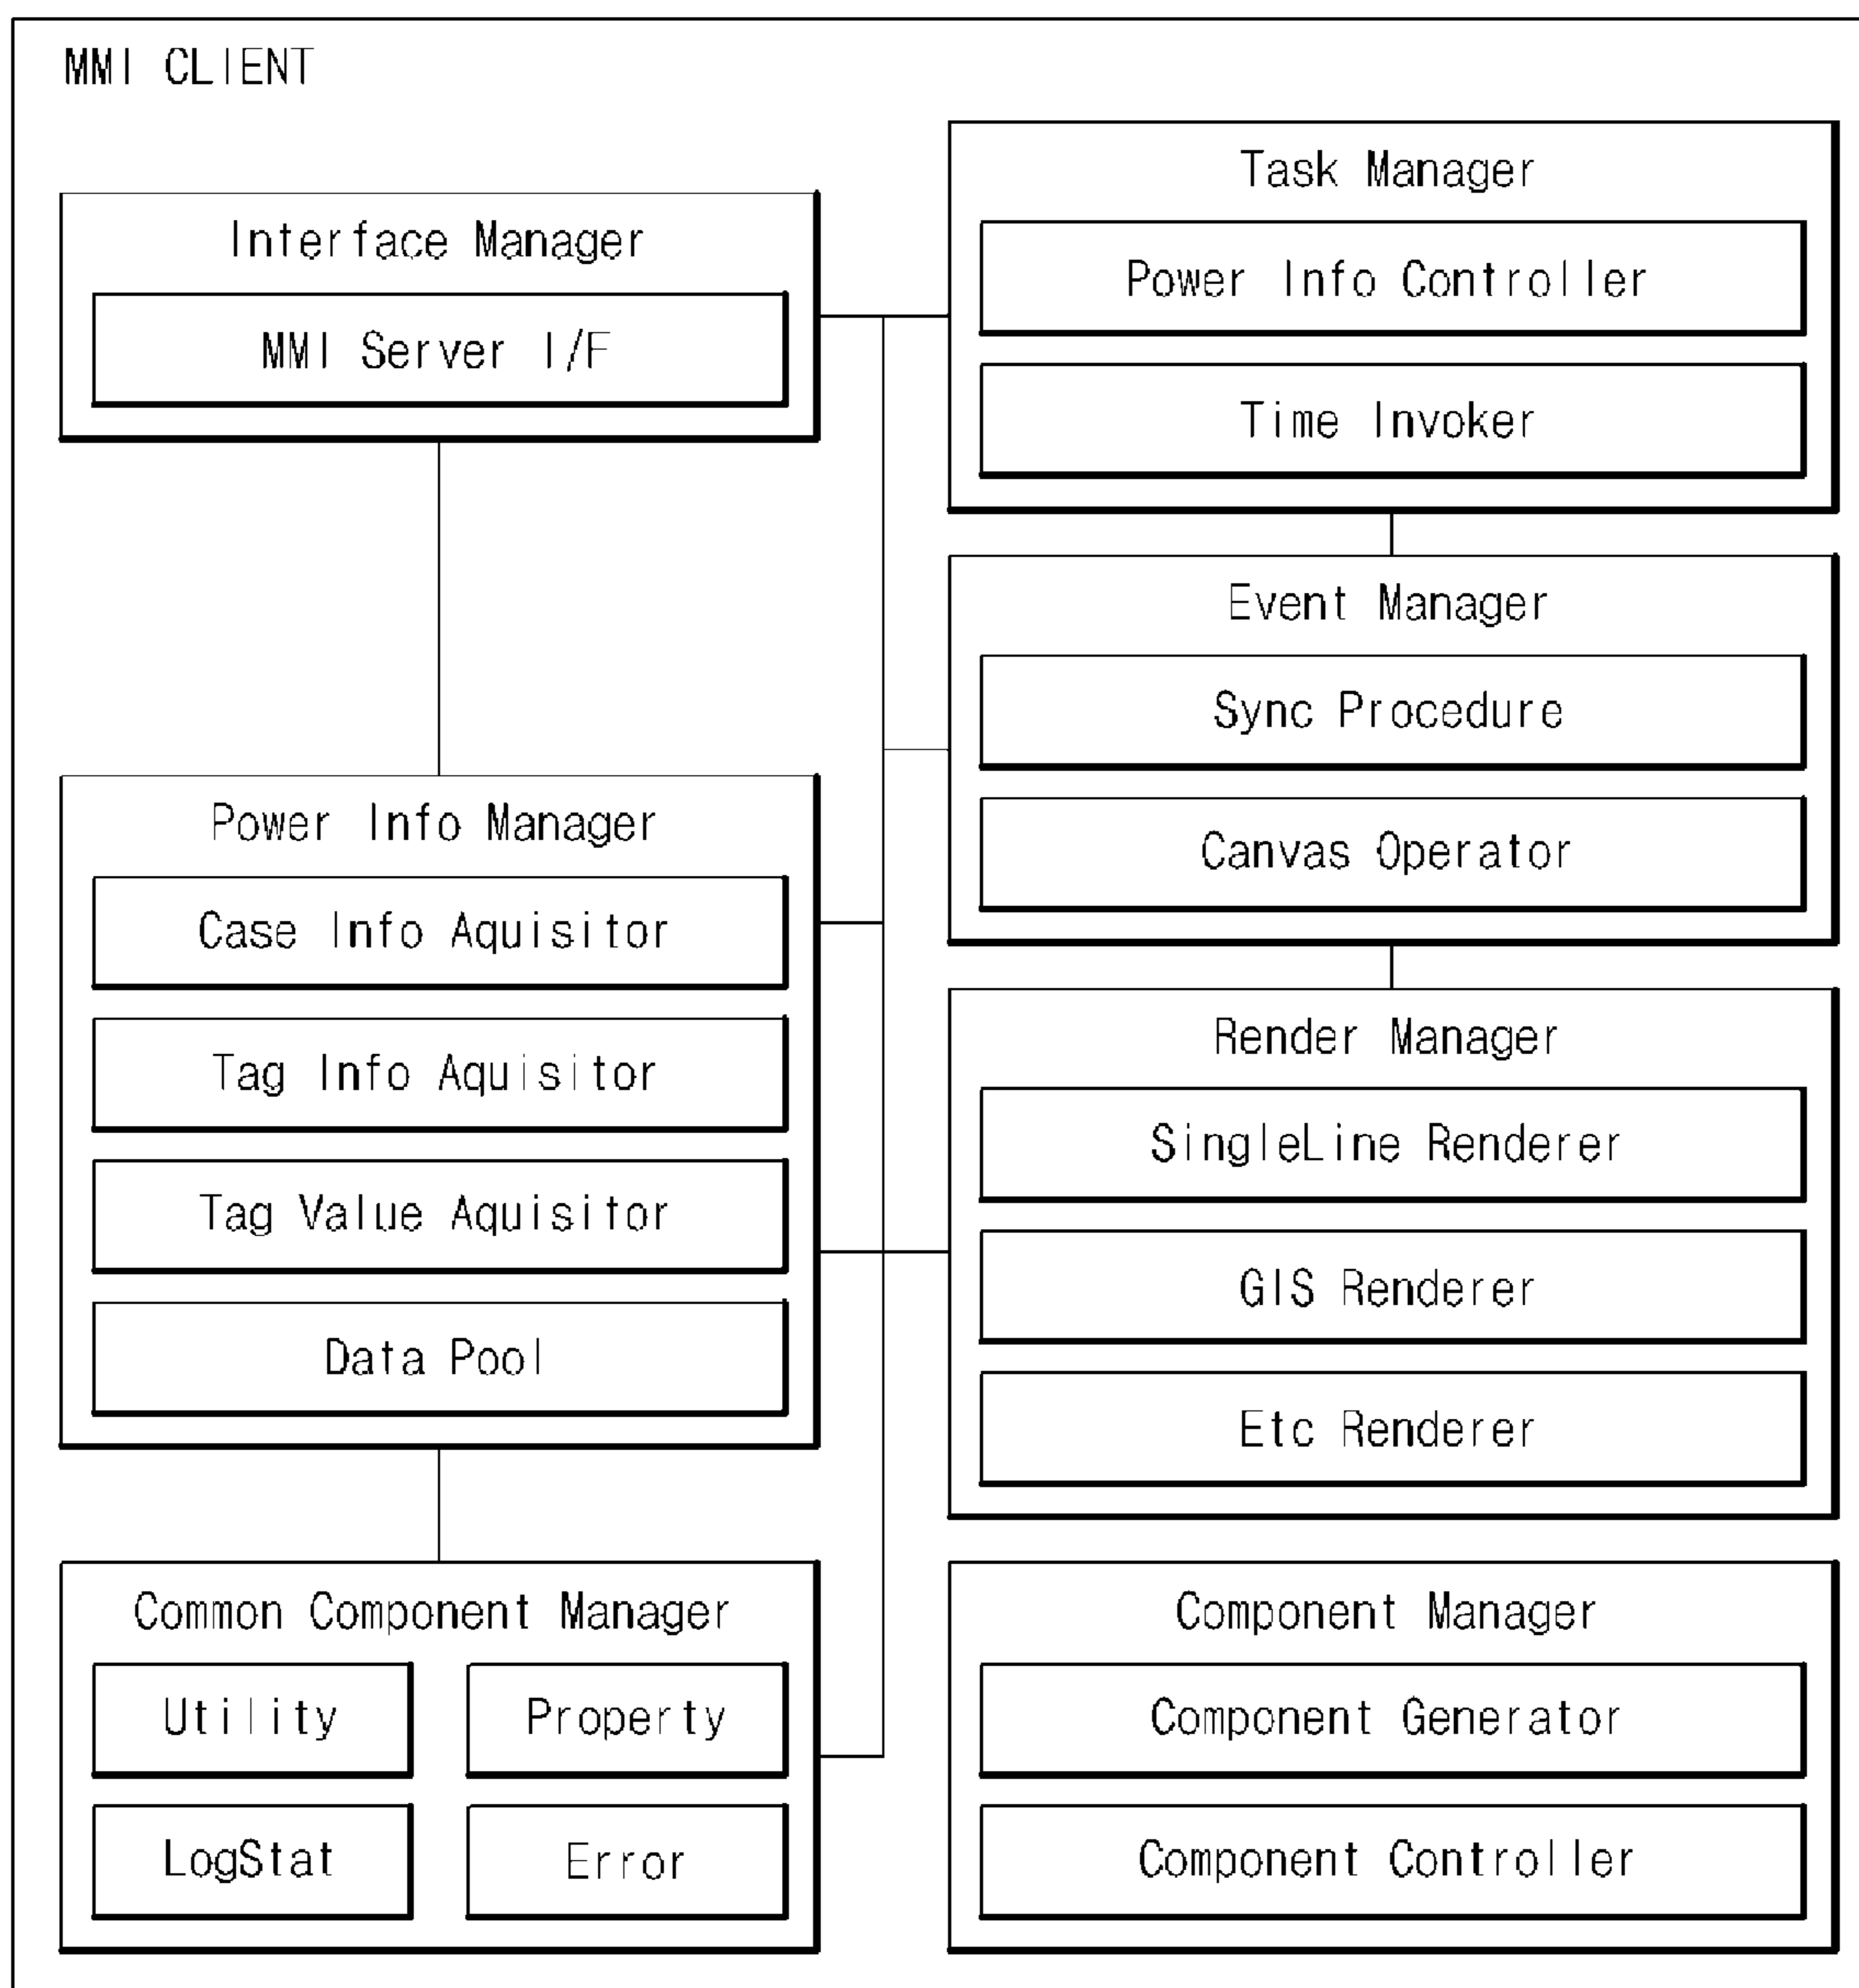 MMI CLIENT
Interface Manager
MMI Server I/F
Power Info Manager
Case Info Aquisitor
Tag Info Aquisitor
Tag Value Aquisitor
Data Pool
Common Component Manager
Utility
Property
LogStat
Error
Task Manager
Power Info Controller
Time Invoker
Event Manager
Sync Procedure
Canvas Operator
Render Manager
SingleLine Renderer
GIS Renderer
Etc Renderer
Component Manager
Component Generator
Component Controller